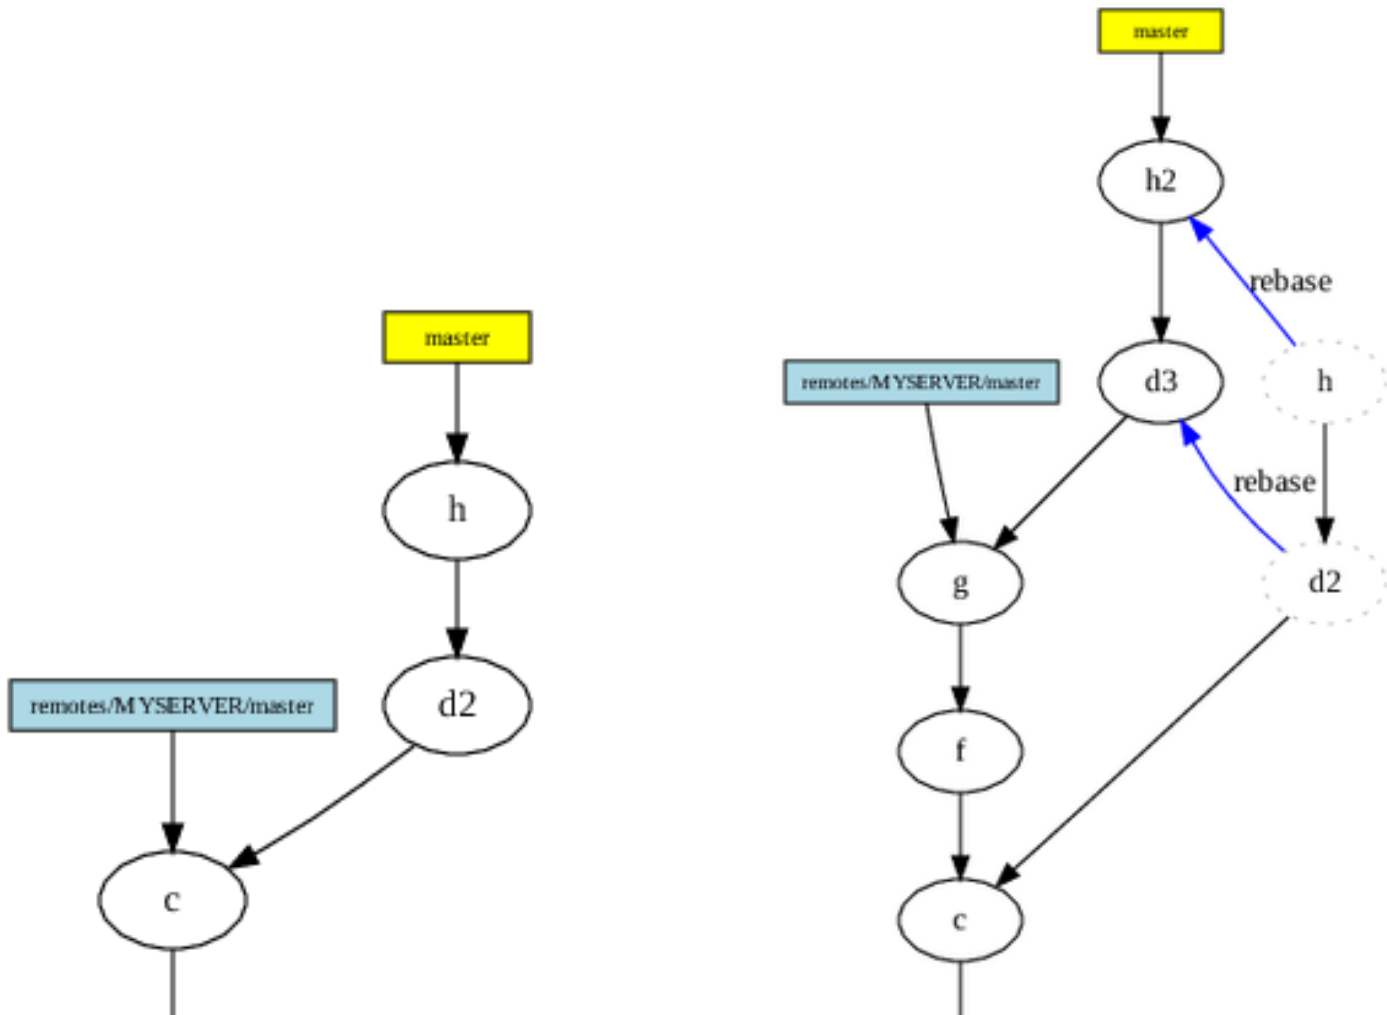 master
h
remotes/MYSERVER/master
d2
c
master
h2
rebase
remotes/MYSERVER/master
d3
h
rebase
g
d2
f
c